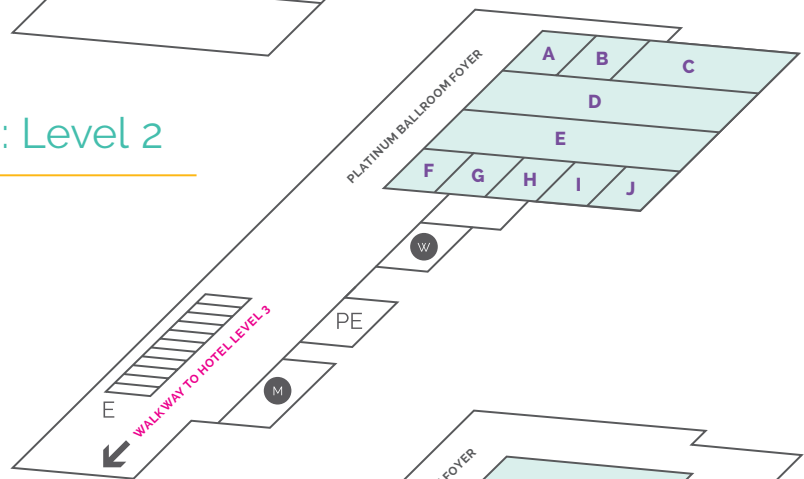 : Level 2
PLATINUM BALLROOM FOYER
A
B
C
D
E
F
G
H
I
J
W
PE
M
E
WALKWAY TO HOTEL LEVEL 3
FOYER